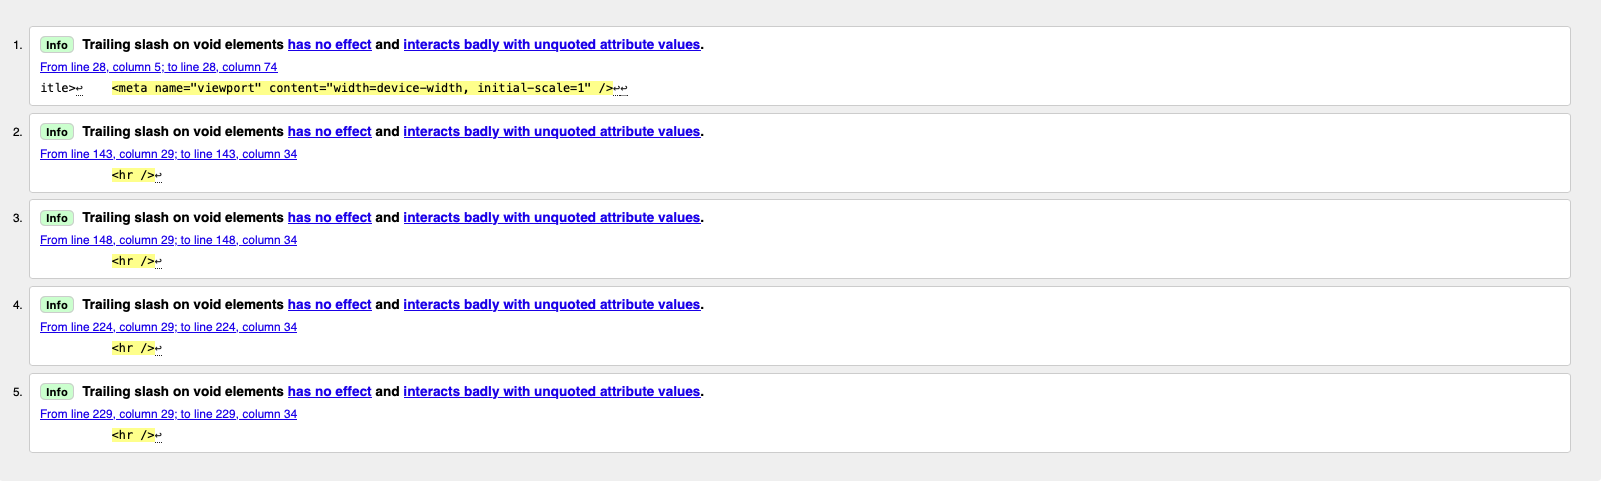 1. Info Trailing slash on void elements has no effect and interacts badly with unquoted attribute values.
From line 28, column 5; to line 28, column 74
itle>↩    <meta name="viewport" content="width=device-width, initial-scale=1" />↩↩
2. Info Trailing slash on void elements has no effect and interacts badly with unquoted attribute values.
From line 143, column 29; to line 143, column 34
<hr />↩
3. Info Trailing slash on void elements has no effect and interacts badly with unquoted attribute values.
From line 148, column 29; to line 148, column 34
<hr />↩
4. Info Trailing slash on void elements has no effect and interacts badly with unquoted attribute values.
From line 224, column 29; to line 224, column 34
<hr />↩
5. Info Trailing slash on void elements has no effect and interacts badly with unquoted attribute values.
From line 229, column 29; to line 229, column 34
<hr />↩